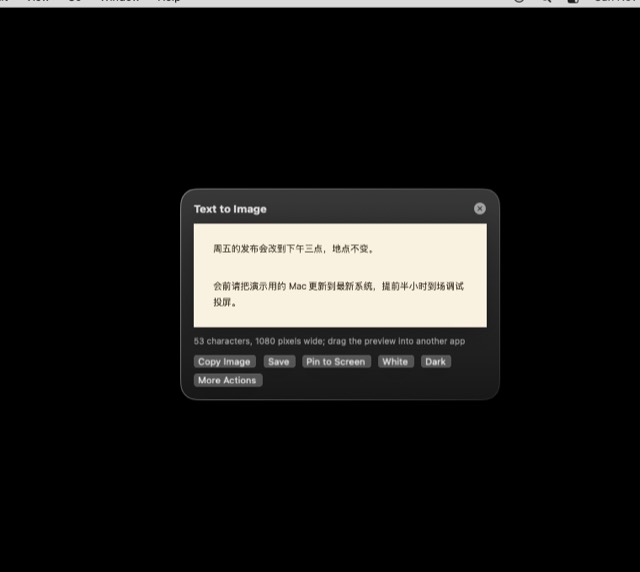 Window
Help
Text to Image
周五的发布会改到下午三点，地点不变。
会前请把演示用的 Mac 更新到最新系统，提前半小时到场调试
投屏。
53 characters, 1080 pixels wide; drag the preview into another app
Copy Image Save Pin to Screen White Dark
More Actions